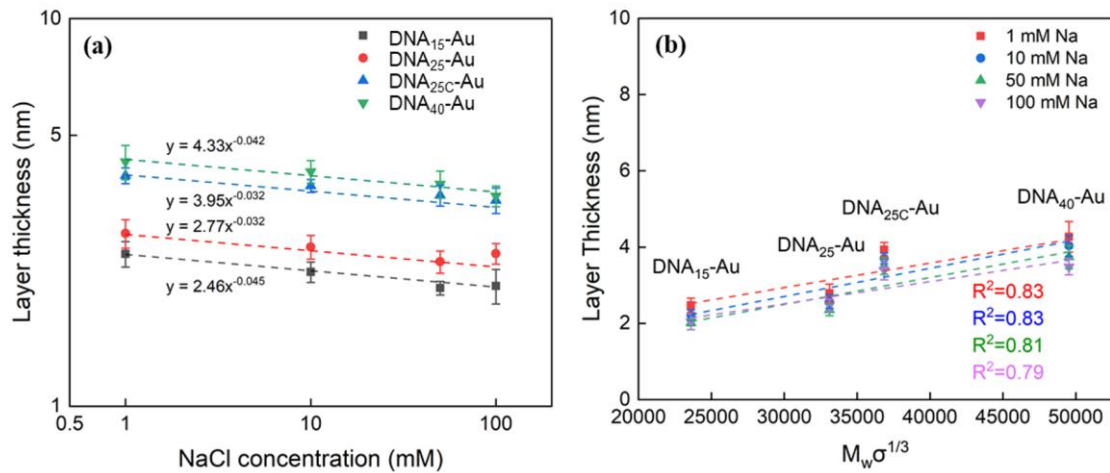 (a)
DNA₁₅-Au
DNA₂₅-Au
DNA₂₅C-Au
DNA₄₀-Au
y = 4.33x⁻⁰·⁰⁴²
y = 3.95x⁻⁰·⁰³²
y = 2.77x⁻⁰·⁰³²
y = 2.46x⁻⁰·⁰⁴⁵
10
5
1
Layer thickness (nm)
0.5 1 10 100
NaCl concentration (mM)
(b)
1 mM Na
10 mM Na
50 mM Na
100 mM Na
DNA₁₅-Au
DNA₂₅-Au
DNA₂₅C-Au
DNA₄₀-Au
R²=0.83
R²=0.83
R²=0.81
R²=0.79
10
8
6
4
2
0
Layer Thickness (nm)
20000 25000 30000 35000 40000 45000 50000
M_wσ^1/3